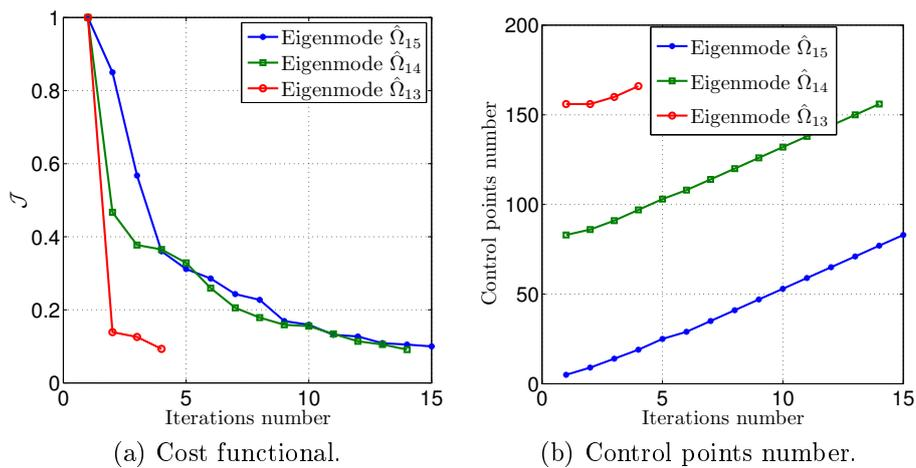 1
0.8
0.6
0.4
0.2
0
𝒥
0
5
10
15
Iterations number
Eigenmode Ω̂₁₅
Eigenmode Ω̂₁₄
Eigenmode Ω̂₁₃
(a) Cost functional.
200
150
100
50
0
Control points number
0
5
10
15
Iterations number
Eigenmode Ω̂₁₅
Eigenmode Ω̂₁₄
Eigenmode Ω̂₁₃
(b) Control points number.